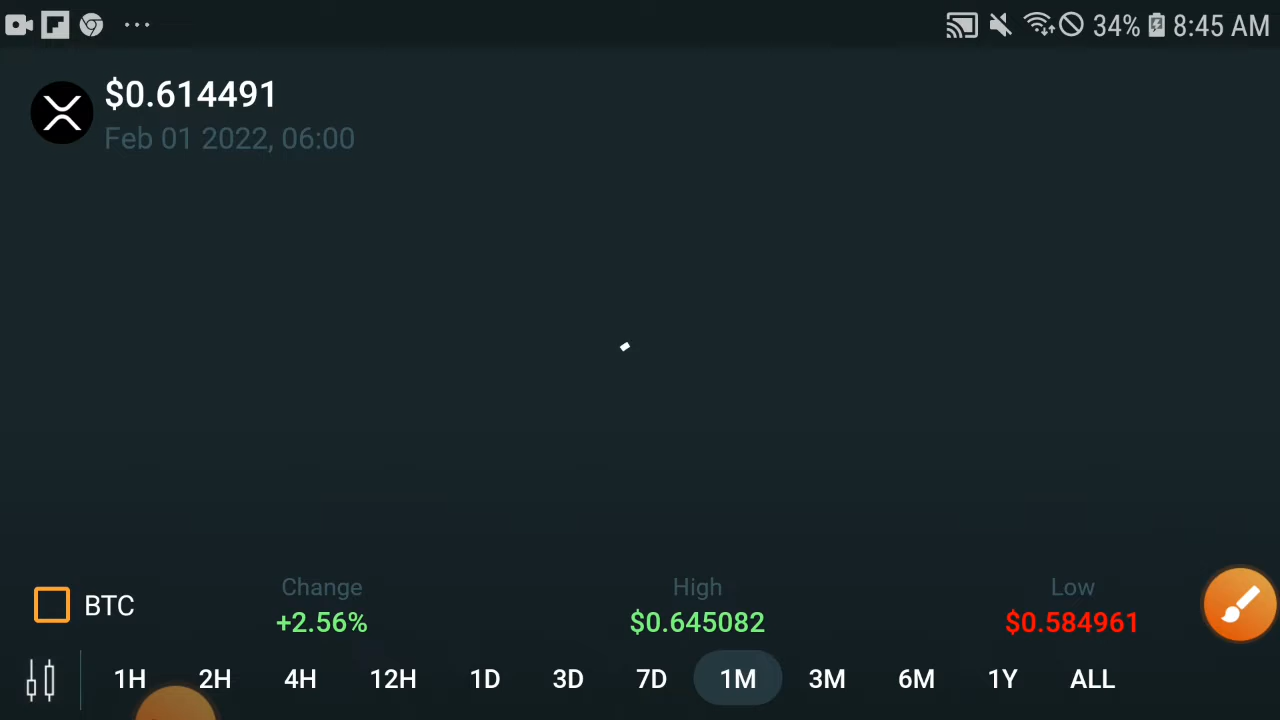 34% 8:45 AM
$0.614491
Feb 01 2022, 06:00
BTC
Change
+2.56%
High
$0.645082
Low
$0.584961
1H 2H 4H 12H 1D 3D 7D 1M 3M 6M 1Y ALL